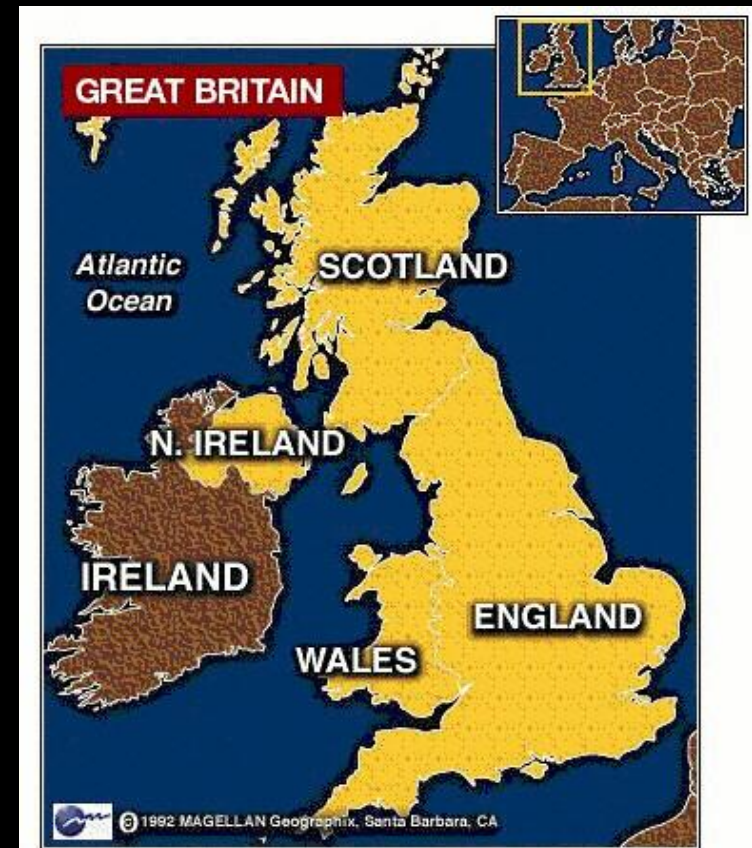 GREAT BRITAIN
Atlantic
Ocean
SCOTLAND
N. IRELAND
IRELAND
WALES
ENGLAND
© 1992 MAGELLAN Geographix, Santa Barbara, CA